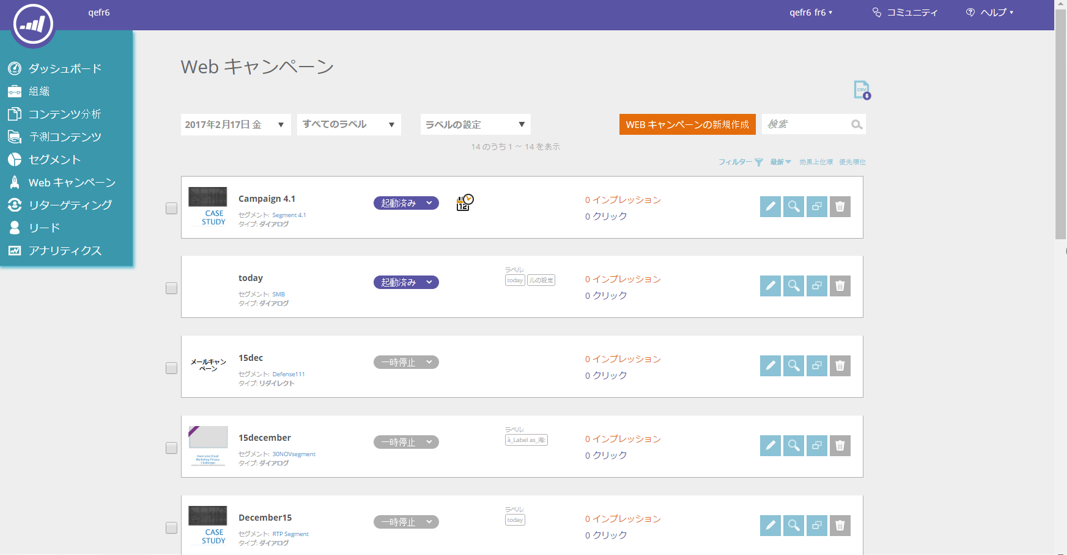 qefr6
qefr6 fr6
コミュニティ
ヘルプ
ダッシュボード
組織
コンテンツ分析
予測コンテンツ
セグメント
Web キャンペーン
リターゲティング
リード
アナリティクス
Web キャンペーン
2017年2月17日 金
すべてのラベル
ラベルの設定
WEB キャンペーンの新規作成
検索
14 のうち 1 ~ 14 を表示
フィルター
最新
効果上位順
優先順位
CASE
STUDY
Campaign 4.1
セグメント: Segment 4.1
タイプ: ダイアログ
起動済み
12
0 インプレッション
0 クリック
today
セグメント: SMB
タイプ: ダイアログ
起動済み
ラベル
today
ルの設定
0 インプレッション
0 クリック
メールキャン
ペーン
15dec
セグメント: Defense111
タイプ: リダイレクト
一時停止
0 インプレッション
0 クリック
15december
セグメント: 30NOVsegment
タイプ: ダイアログ
一時停止
ラベル
0 インプレッション
0 クリック
CASE
STUDY
December15
セグメント: RTP Segment
タイプ: ダイアログ
一時停止
ラベル
today
0 インプレッション
0 クリック